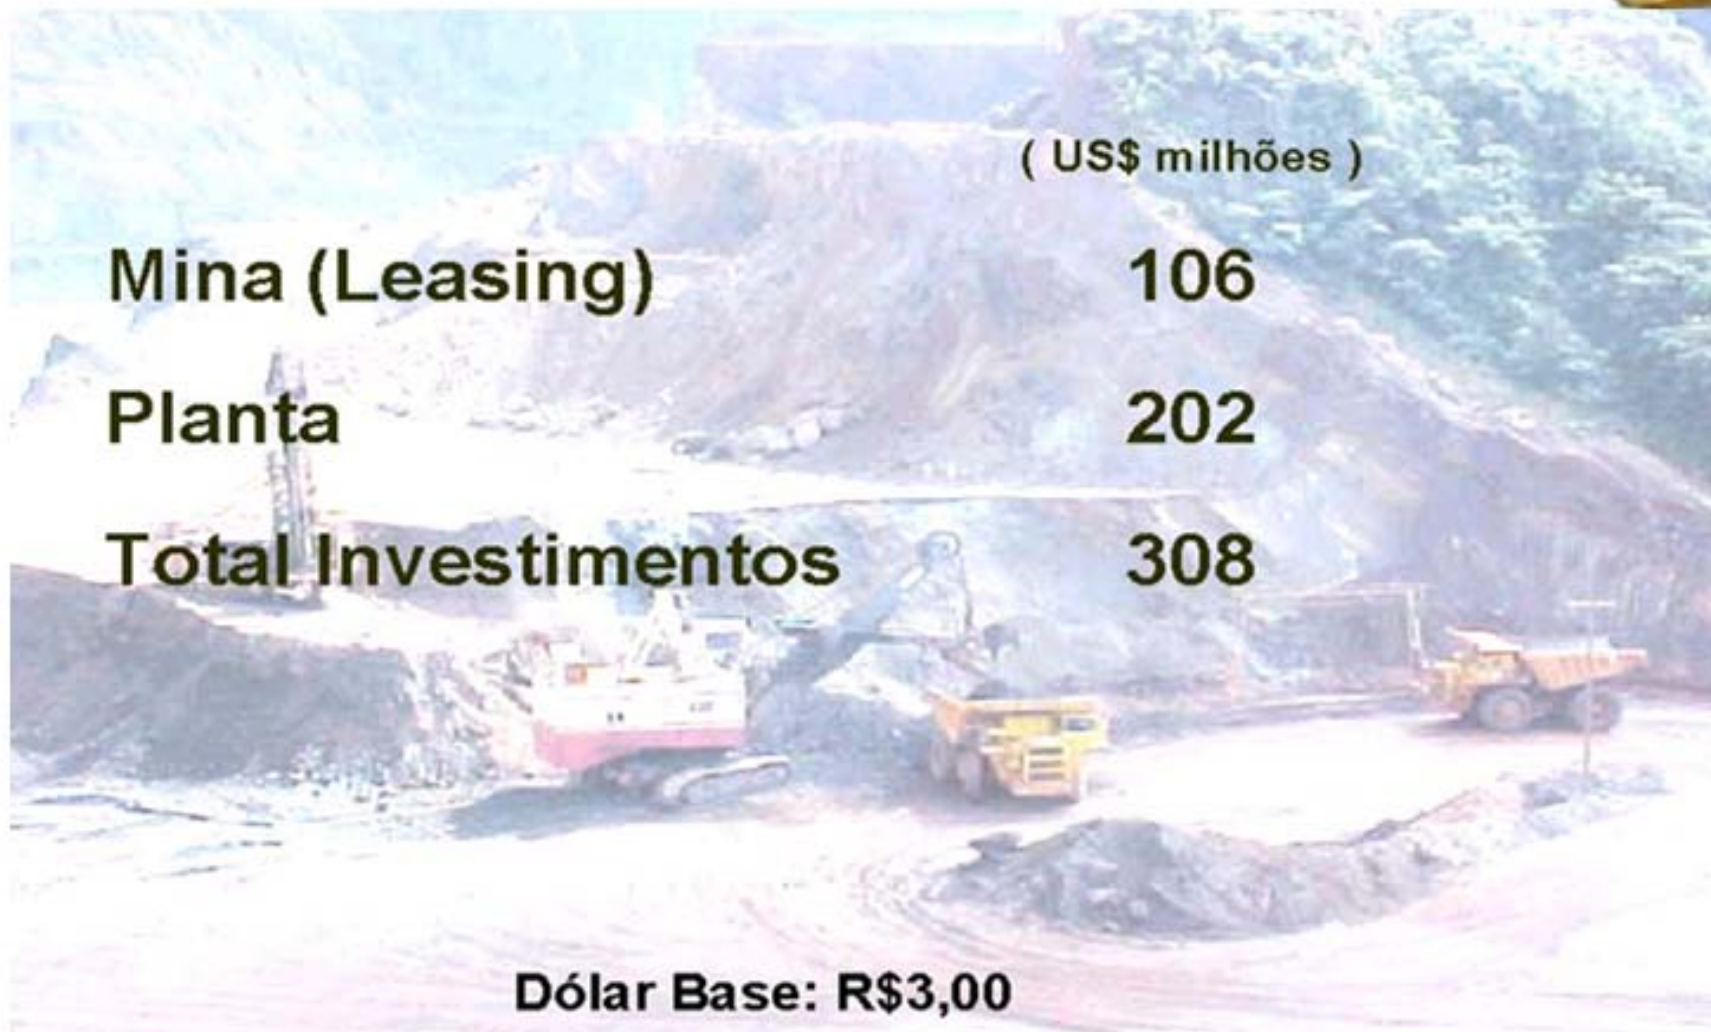 ( US$ milhões )
Mina (Leasing) 106
Planta 202
Total Investimentos 308
Dólar Base: R$3,00